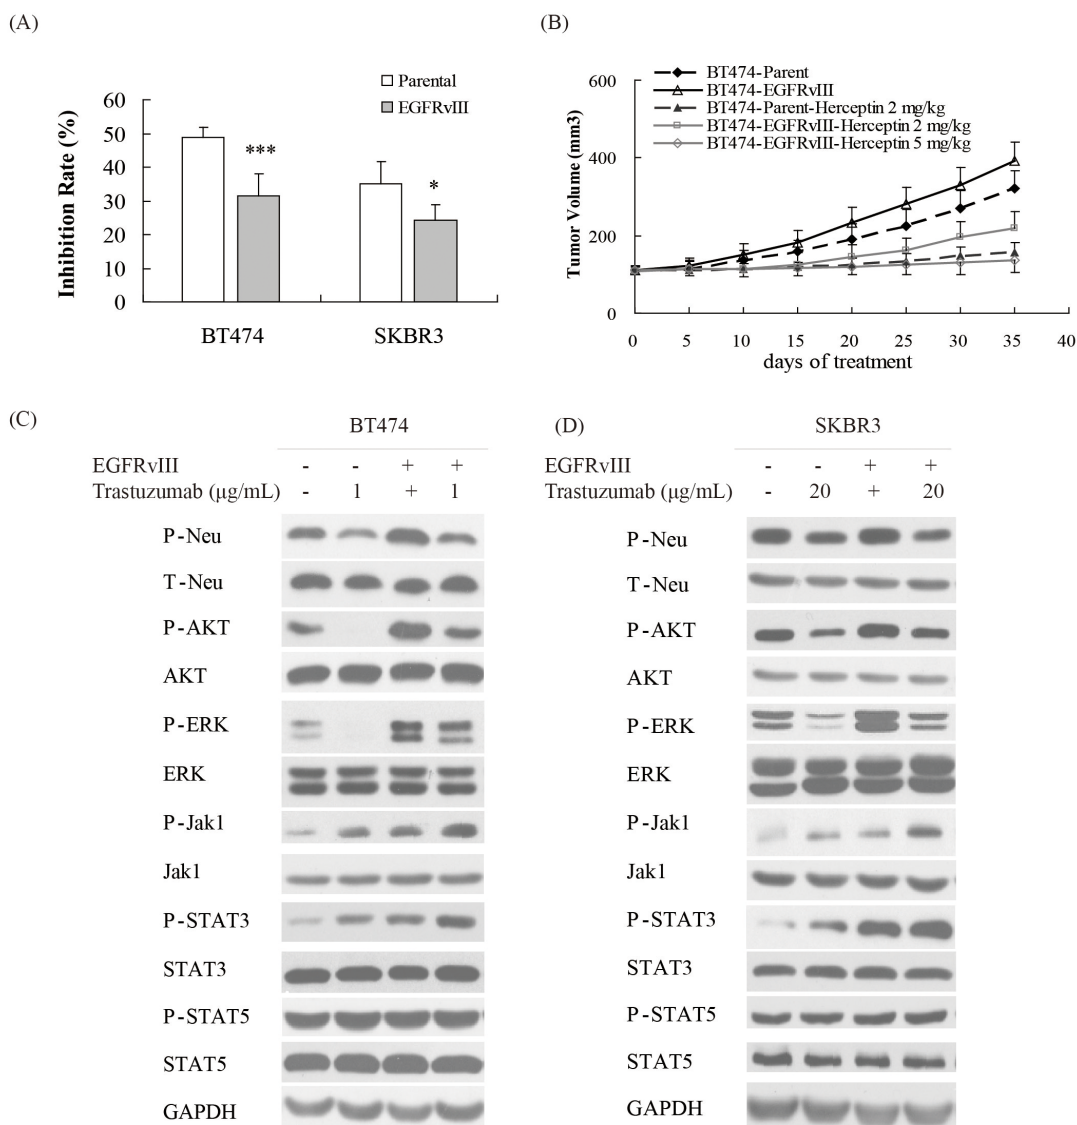 (A)
Parental
EGFRvIII
60
50
40
30
20
10
0
Inhibition Rate (%)
***
*
BT474 SKBR3
(B)
BT474-Parent
BT474-EGFRvIII
BT474-Parent-Herceptin 2 mg/kg
BT474-EGFRvIII-Herceptin 2 mg/kg
BT474-EGFRvIII-Herceptin 5 mg/kg
600
400
200
0
Tumor Volume (mm3)
0 5 10 15 20 25 30 35 40
days of treatment
(C)
BT474
EGFRvIII - - + +
Trastuzumab (μg/mL) - 1 + 1
P-Neu
T-Neu
P-AKT
AKT
P-ERK
ERK
P-Jak1
Jak1
P-STAT3
STAT3
P-STAT5
STAT5
GAPDH
(D)
SKBR3
EGFRvIII - - + +
Trastuzumab (μg/mL) - 20 + 20
P-Neu
T-Neu
P-AKT
AKT
P-ERK
ERK
P-Jak1
Jak1
P-STAT3
STAT3
P-STAT5
STAT5
GAPDH